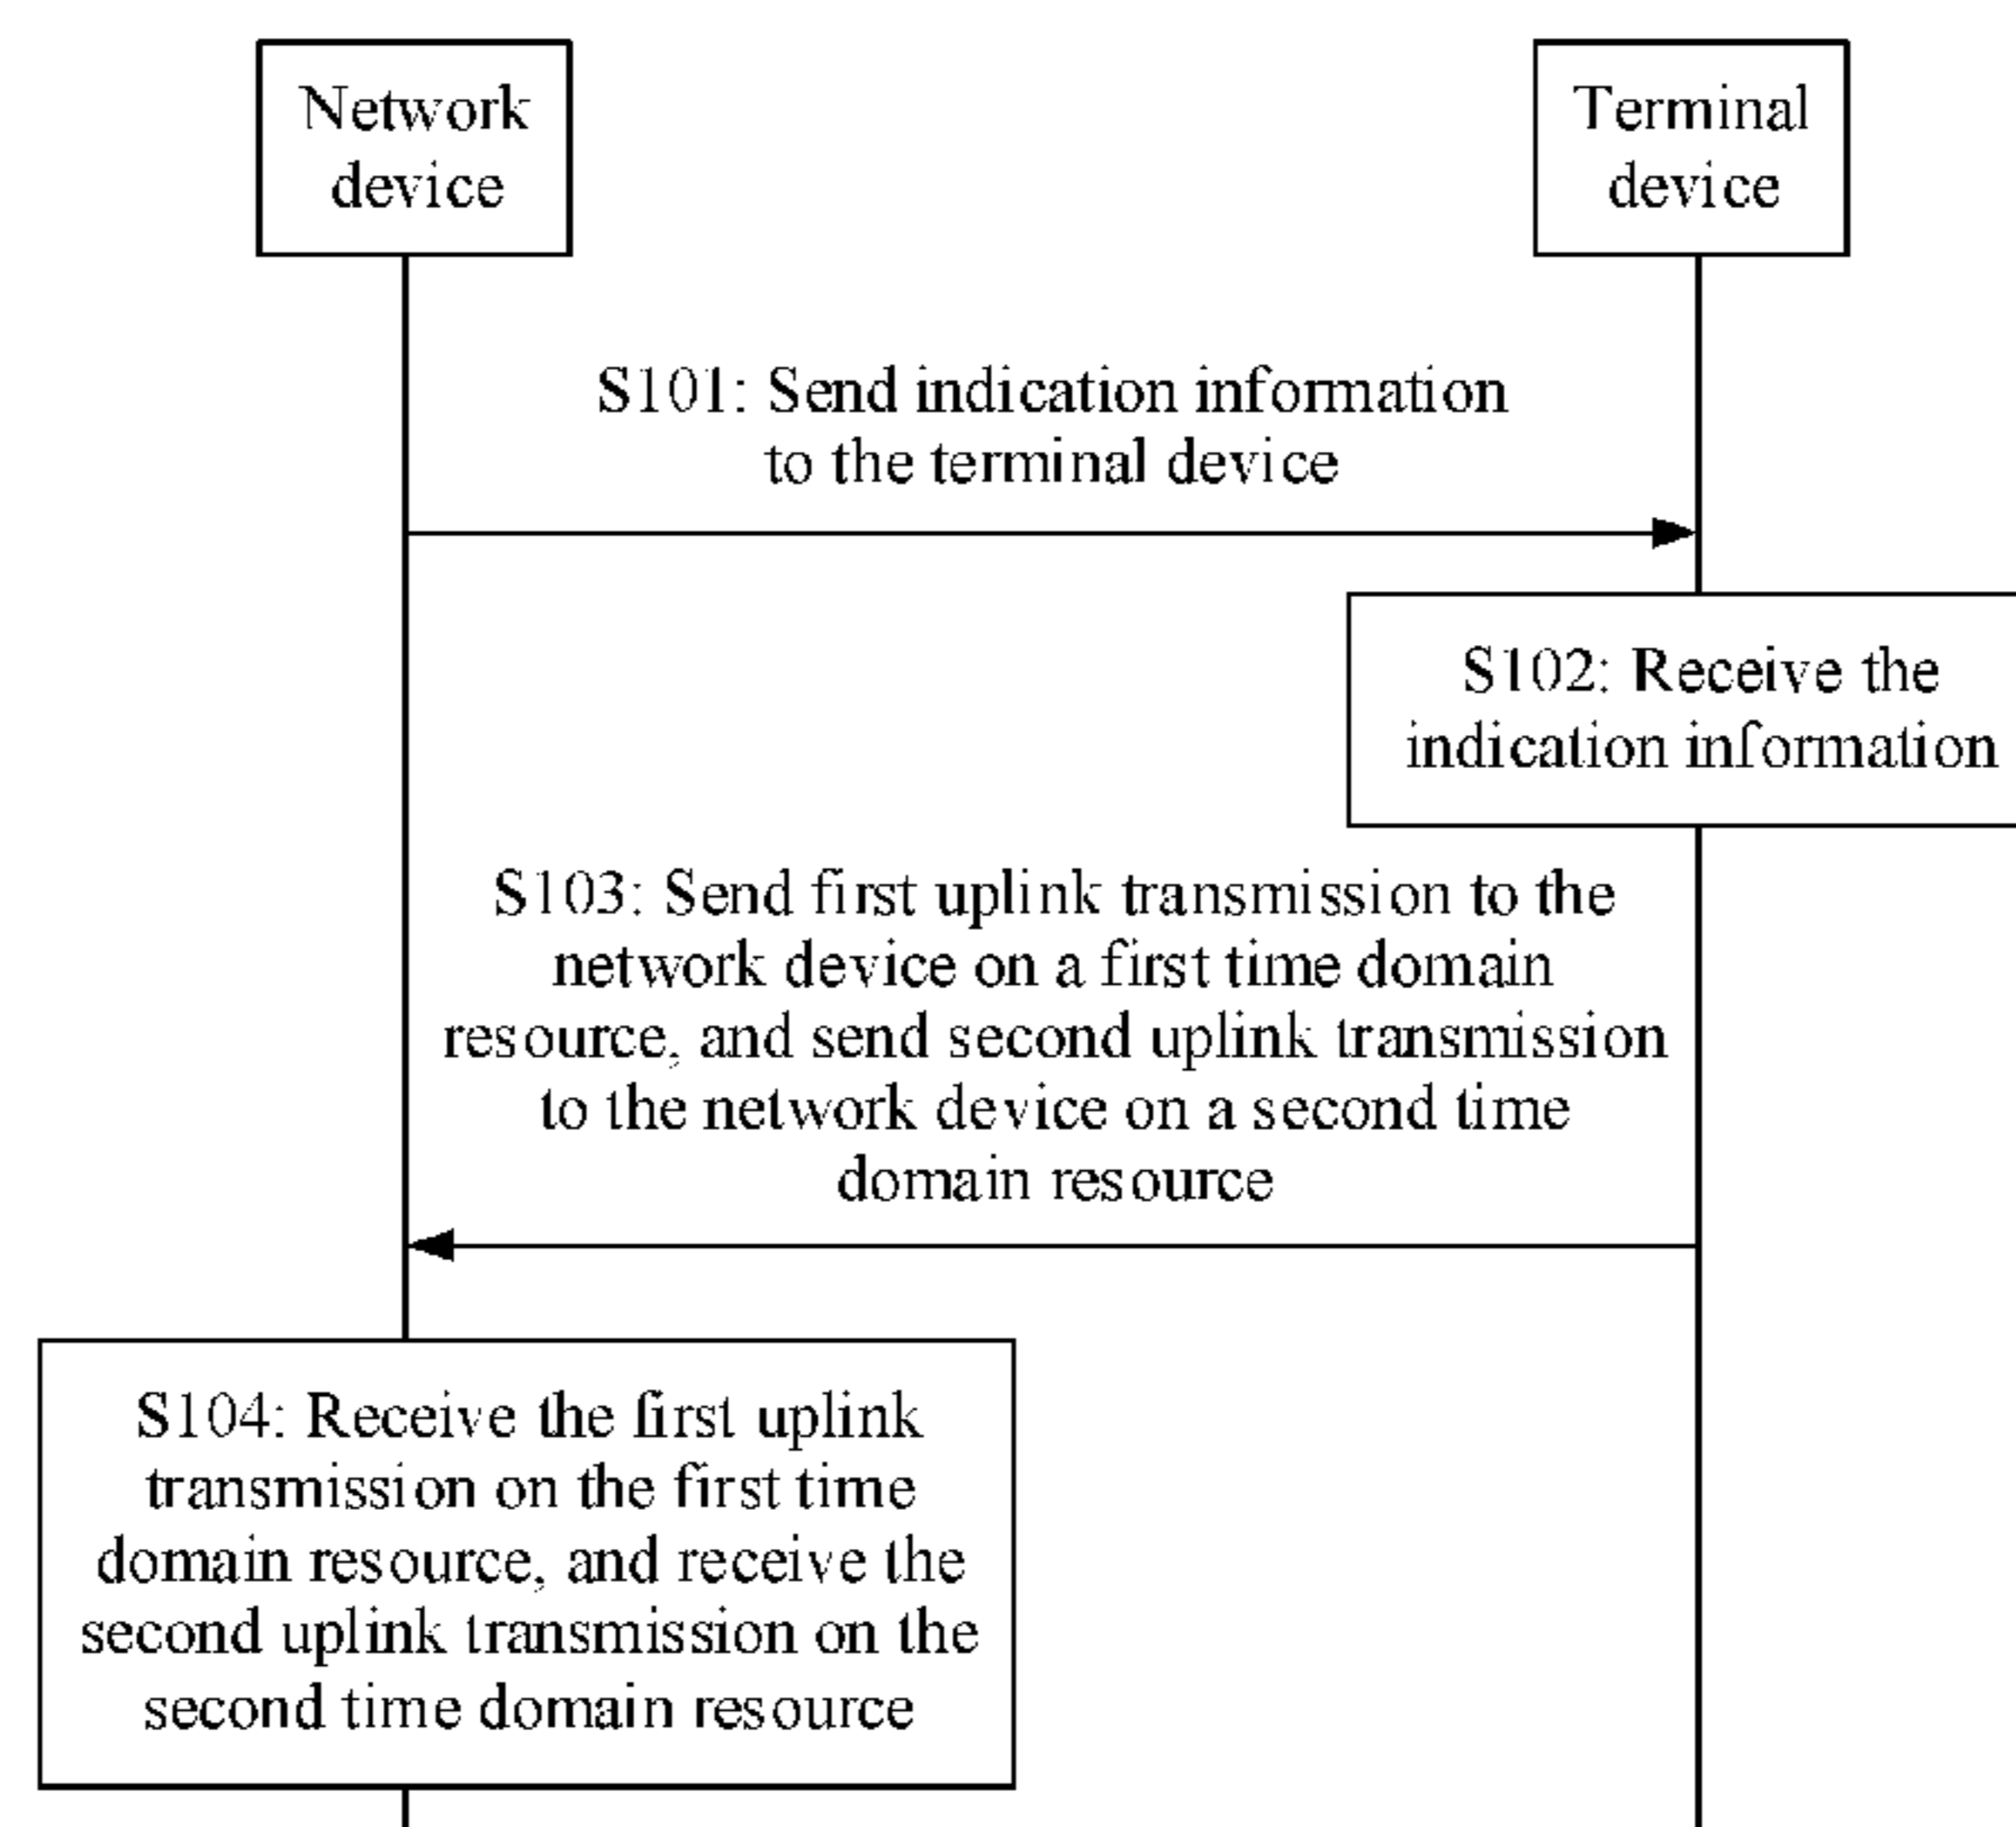 Network
device
Terminal
device
S101: Send indication information
to the terminal device
S102: Receive the
indication information
S103: Send first uplink transmission to the
network device on a first time domain
resource, and send second uplink transmission
to the network device on a second time
domain resource
S104: Receive the first uplink
transmission on the first time
domain resource, and receive the
second uplink transmission on the
second time domain resource